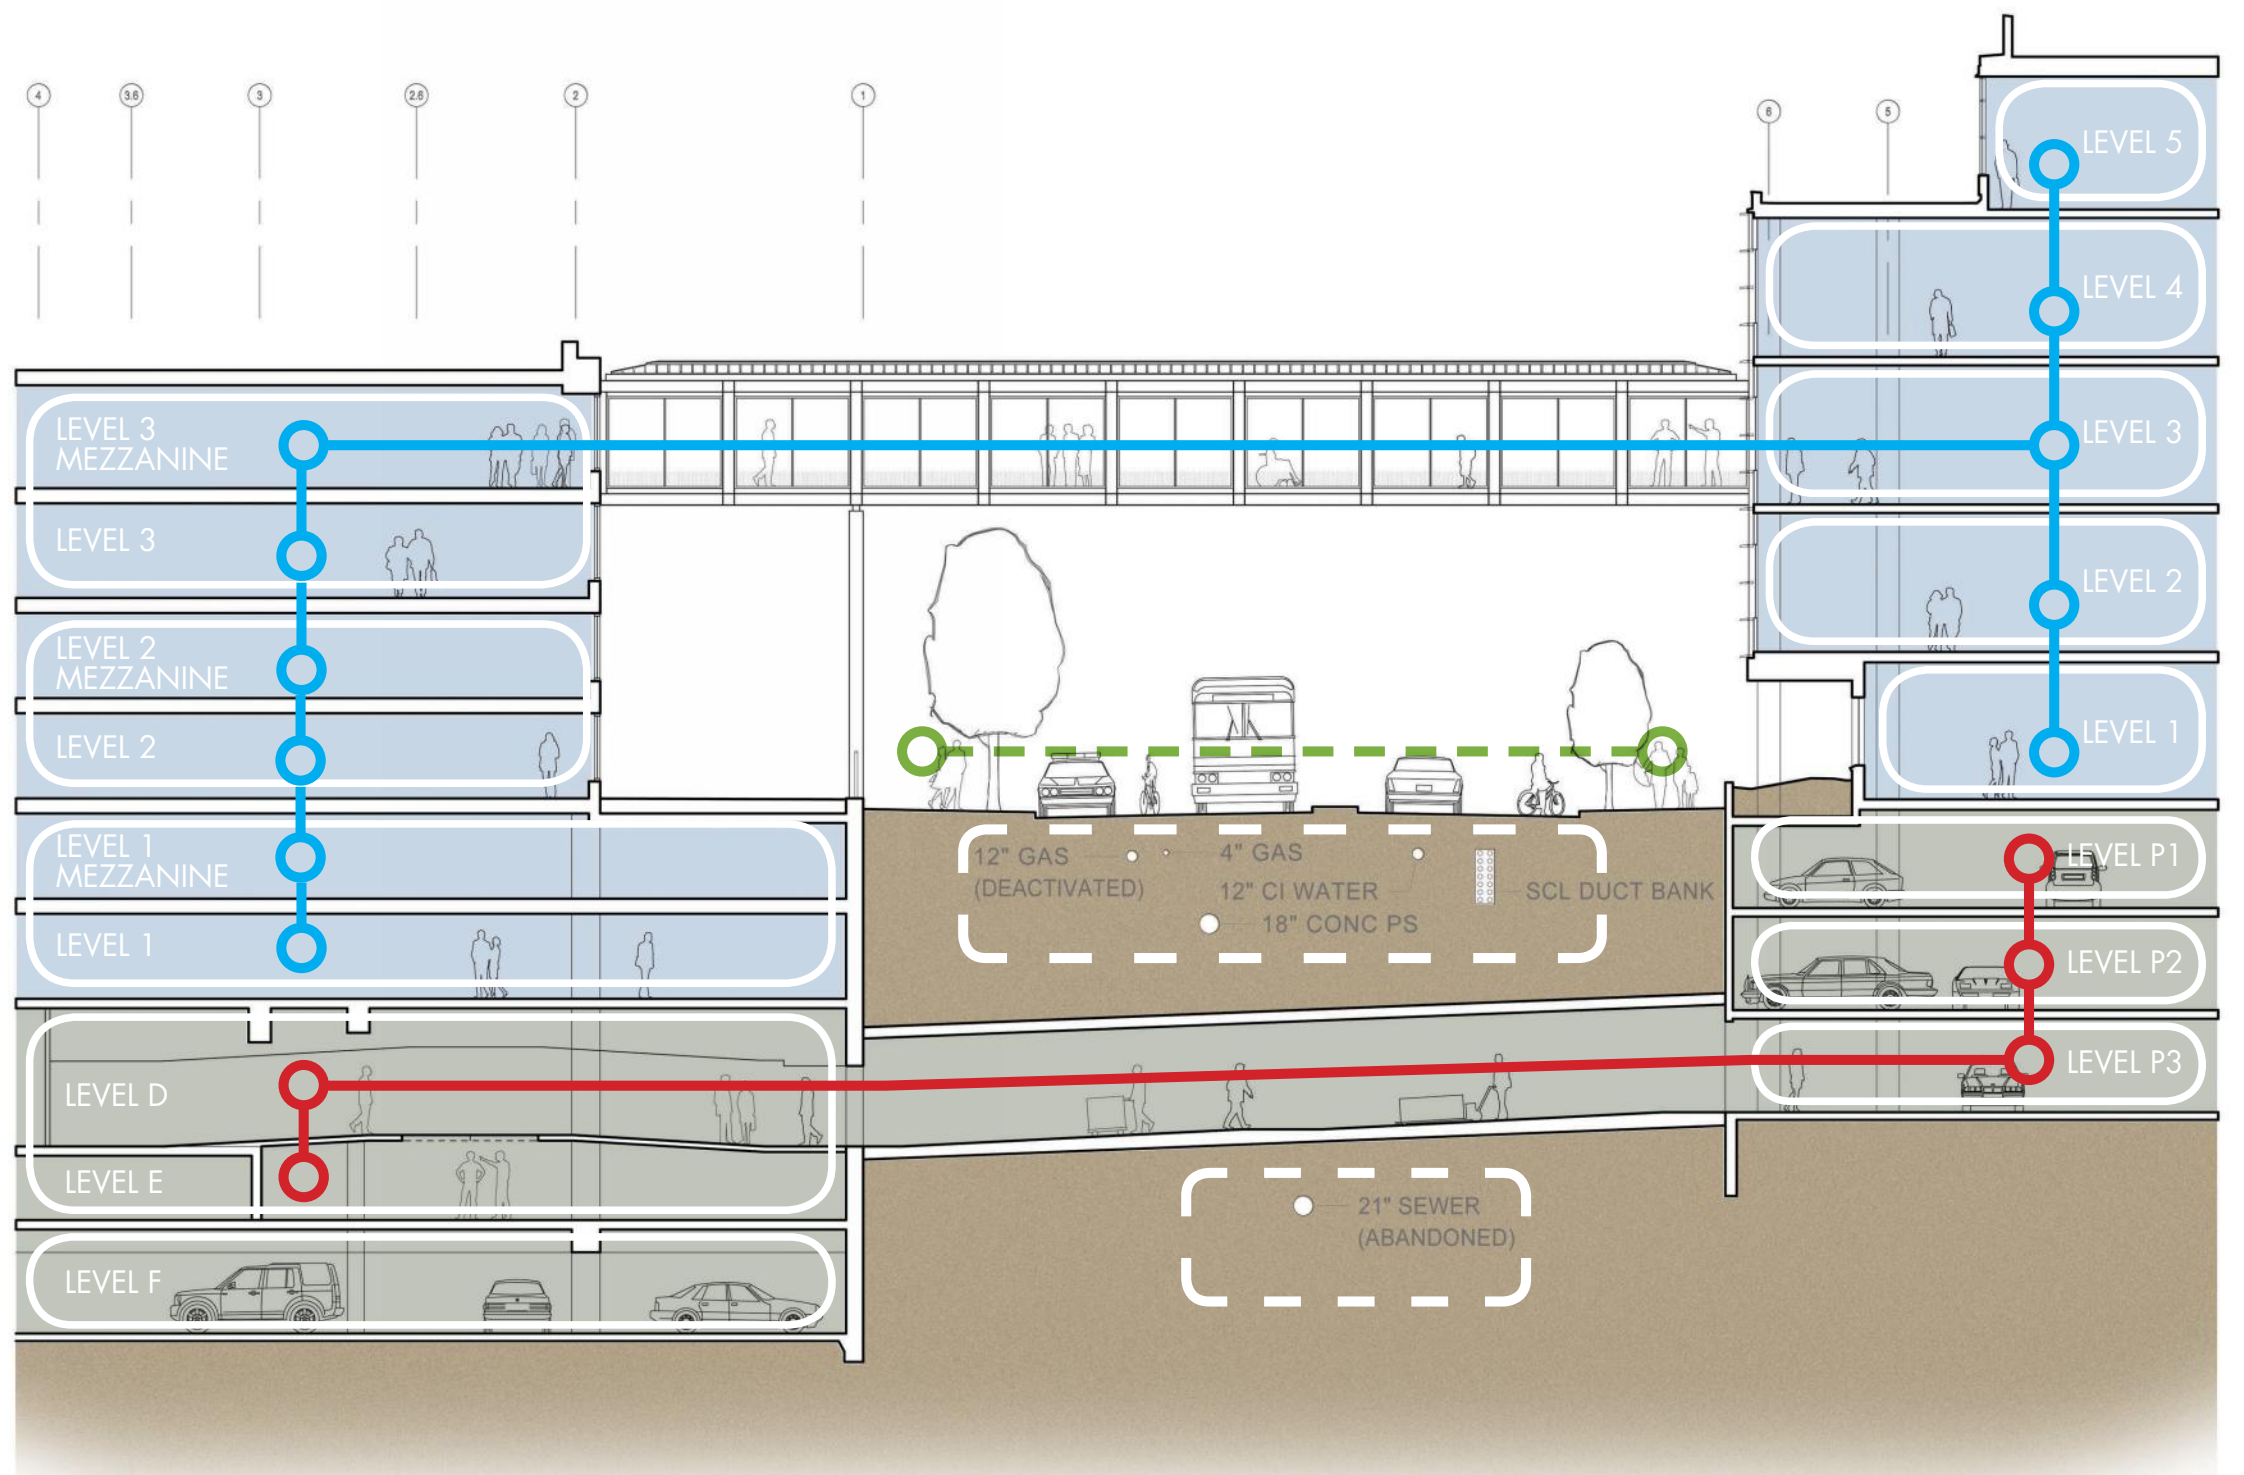 4
3.6
3
2.6
2
1
6
5
LEVEL 5
LEVEL 4
LEVEL 3
LEVEL 2
LEVEL 1
LEVEL 3
MEZZANINE
LEVEL 3
LEVEL 2
MEZZANINE
LEVEL 2
LEVEL 1
MEZZANINE
LEVEL 1
LEVEL D
LEVEL E
LEVEL F
12" GAS
(DEACTIVATED)
4" GAS
12" CI WATER
18" CONC PS
SCL DUCT BANK
21" SEWER
(ABANDONED)
LEVEL P1
LEVEL P2
LEVEL P3